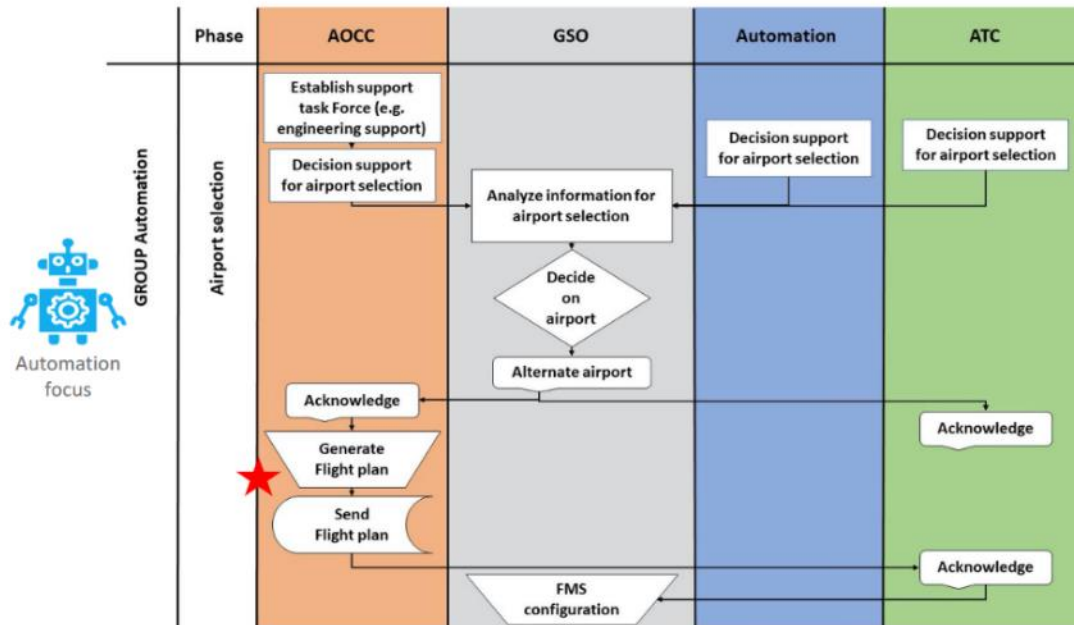 Phase
AOCC
GSO
Automation
ATC
GROUP Automation
Airport selection
Establish support
task Force (e.g.
engineering support)
Decision support
for airport selection
Decision support
for airport selection
Decision support
for airport selection
Analyze information for
airport selection
Decide
on
airport
Automation
focus
Alternate airport
Acknowledge
Acknowledge
Generate
Flight plan
Send
Flight plan
Acknowledge
FMS
configuration